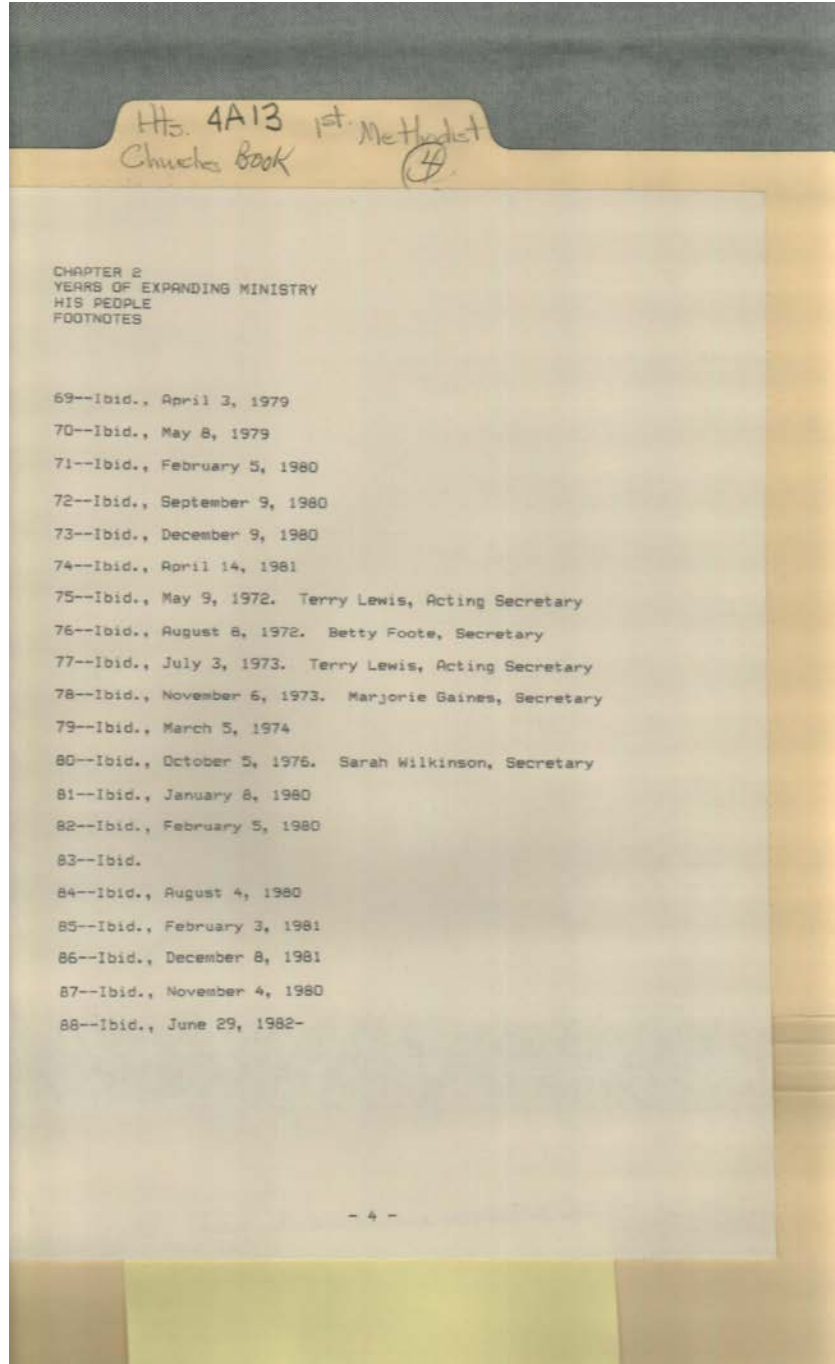 Hts. 4A13 1st. Methodist
Churches Book 4
CHAPTER 2
YEARS OF EXPANDING MINISTRY
HIS PEOPLE
FOOTNOTES
69--Ibid., April 3, 1979
70--Ibid., May 8, 1979
71--Ibid., February 5, 1980
72--Ibid., September 9, 1980
73--Ibid., December 9, 1980
74--Ibid., April 14, 1981
75--Ibid., May 9, 1972. Terry Lewis, Acting Secretary
76--Ibid., August 8, 1972. Betty Foote, Secretary
77--Ibid., July 3, 1973. Terry Lewis, Acting Secretary
78--Ibid., November 6, 1973. Marjorie Gaines, Secretary
79--Ibid., March 5, 1974
80--Ibid., October 5, 1976. Sarah Wilkinson, Secretary
81--Ibid., January 8, 1980
82--Ibid., February 5, 1980
83--Ibid.
84--Ibid., August 4, 1980
85--Ibid., February 3, 1981
86--Ibid., December 8, 1981
87--Ibid., November 4, 1980
88--Ibid., June 29, 1982-
- 4 -